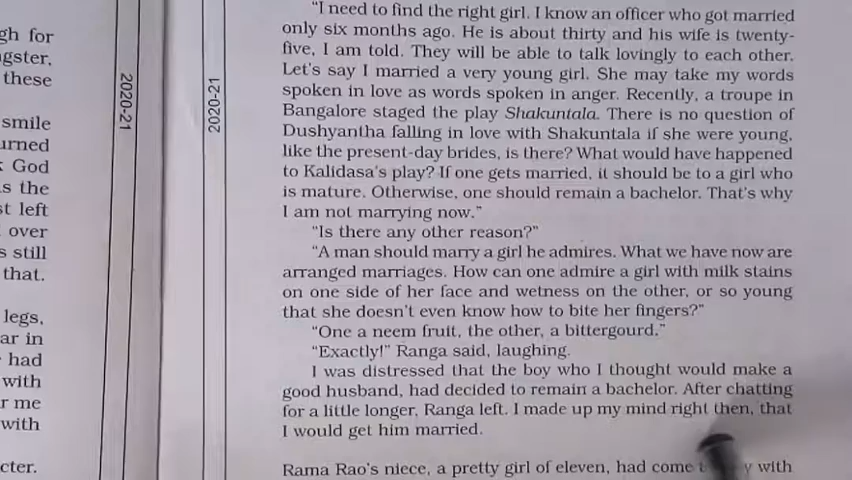 gh for
ngster,
these
smile
urned
k God
s the
st left
over
s still
that.
legs,
ar in
had
with
r me
with
cter.
2020-21
2020-21
"I need to find the right girl. I know an officer who got married
only six months ago. He is about thirty and his wife is twenty-
five, I am told. They will be able to talk lovingly to each other.
Let's say I married a very young girl. She may take my words
spoken in love as words spoken in anger. Recently, a troupe in
Bangalore staged the play Shakuntala. There is no question of
Dushyantha falling in love with Shakuntala if she were young,
like the present-day brides, is there? What would have happened
to Kalidasa's play? If one gets married, it should be to a girl who
is mature. Otherwise, one should remain a bachelor. That's why
I am not marrying now."
"Is there any other reason?"
"A man should marry a girl he admires. What we have now are
arranged marriages. How can one admire a girl with milk stains
on one side of her face and wetness on the other, or so young
that she doesn't even know how to bite her fingers?"
"One a neem fruit, the other, a bittergourd."
"Exactly!" Ranga said, laughing.
I was distressed that the boy who I thought would make a
good husband, had decided to remain a bachelor. After chatting
for a little longer, Ranga left. I made up my mind right then, that
I would get him married.
Rama Rao's niece, a pretty girl of eleven, had come with